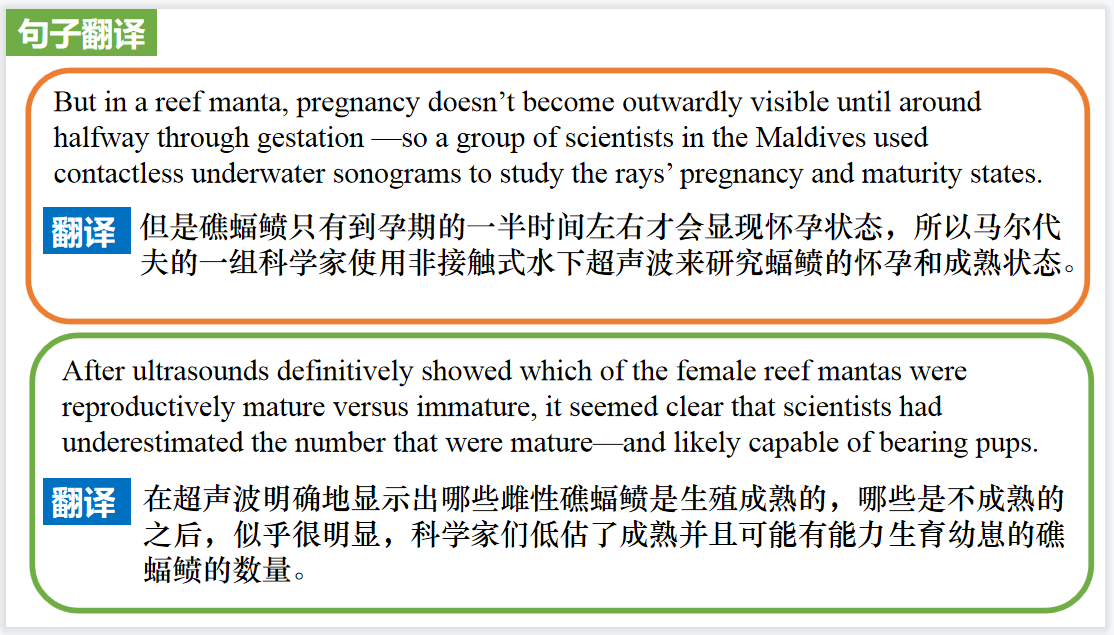 句子翻译
But in a reef manta, pregnancy doesn’t become outwardly visible until around
halfway through gestation —so a group of scientists in the Maldives used
contactless underwater sonograms to study the rays’ pregnancy and maturity states.
翻译
但是礁蝠鲼只有到孕期的一半时间左右才会显现怀孕状态，所以马尔代
夫的一组科学家使用非接触式水下超声波来研究蝠鲼的怀孕和成熟状态。
After ultrasounds definitively showed which of the female reef mantas were
reproductively mature versus immature, it seemed clear that scientists had
underestimated the number that were mature—and likely capable of bearing pups.
翻译
在超声波明确地显示出哪些雌性礁蝠鲼是生殖成熟的，哪些是不成熟的
之后，似乎很明显，科学家们低估了成熟并且可能有能力生育幼崽的礁
蝠鲼的数量。